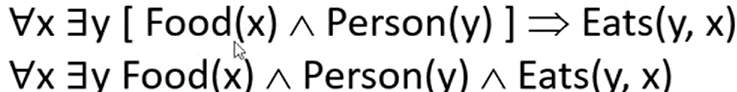 ∀x ∃y [ Food(x) ∧ Person(y) ] ⇒ Eats(y, x)
∀x ∃y Food(x) ∧ Person(y) ∧ Eats(y, x)